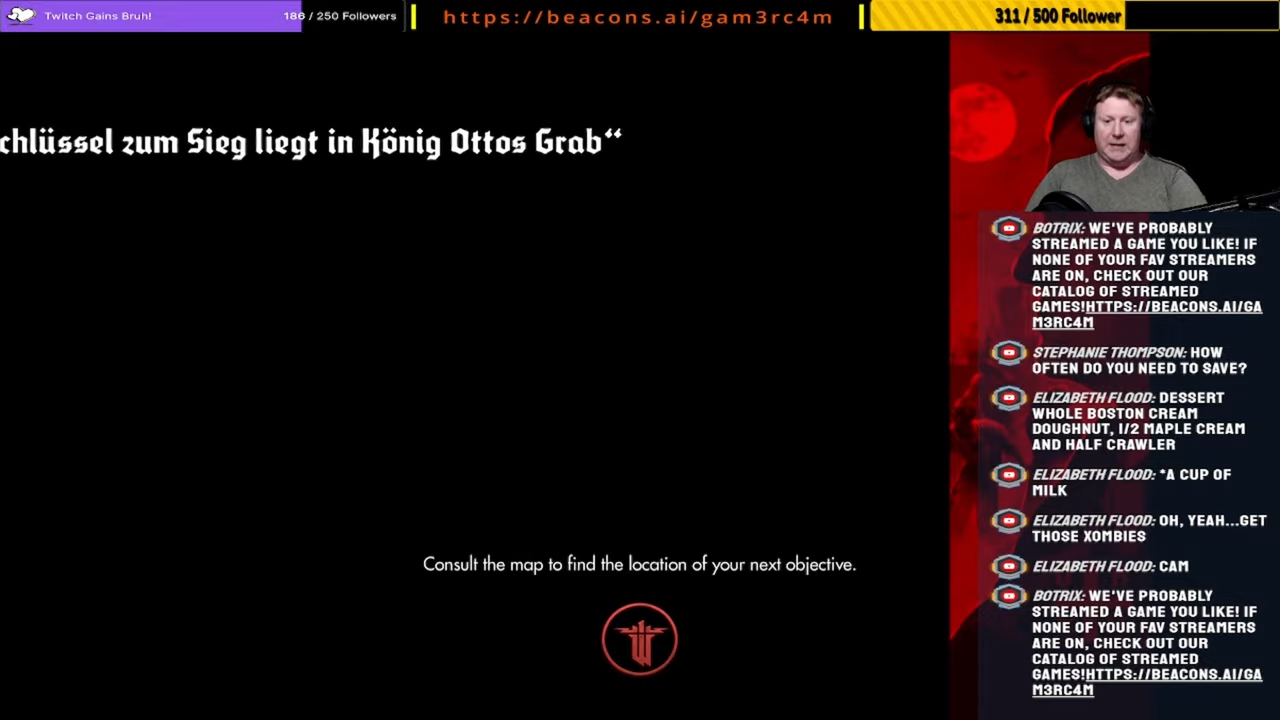 Twitch Gains Bruh!
186 / 250 Followers
https://beacons.ai/gam3rc4m
311 / 500 Follower
chlüssel zum Sieg liegt in König Ottos Grab“
Consult the map to find the location of your next objective.
BOTRIX: WE'VE PROBABLY
STREAMED A GAME YOU LIKE! IF
NONE OF YOUR FAV STREAMERS
ARE ON, CHECK OUT OUR
CATALOG OF STREAMED
GAMES!HTTPS://BEACONS.AI/GA
M3RC4M
STEPHANIE THOMPSON: HOW
OFTEN DO YOU NEED TO SAVE?
ELIZABETH FLOOD: DESSERT
WHOLE BOSTON CREAM
DOUGHNUT, 1/2 MAPLE CREAM
AND HALF CRAWLER
ELIZABETH FLOOD: *A CUP OF
MILK
ELIZABETH FLOOD: OH, YEAH...GET
THOSE XOMBIES
ELIZABETH FLOOD: CAM
BOTRIX: WE'VE PROBABLY
STREAMED A GAME YOU LIKE! IF
NONE OF YOUR FAV STREAMERS
ARE ON, CHECK OUT OUR
CATALOG OF STREAMED
GAMES!HTTPS://BEACONS.AI/GA
M3RC4M